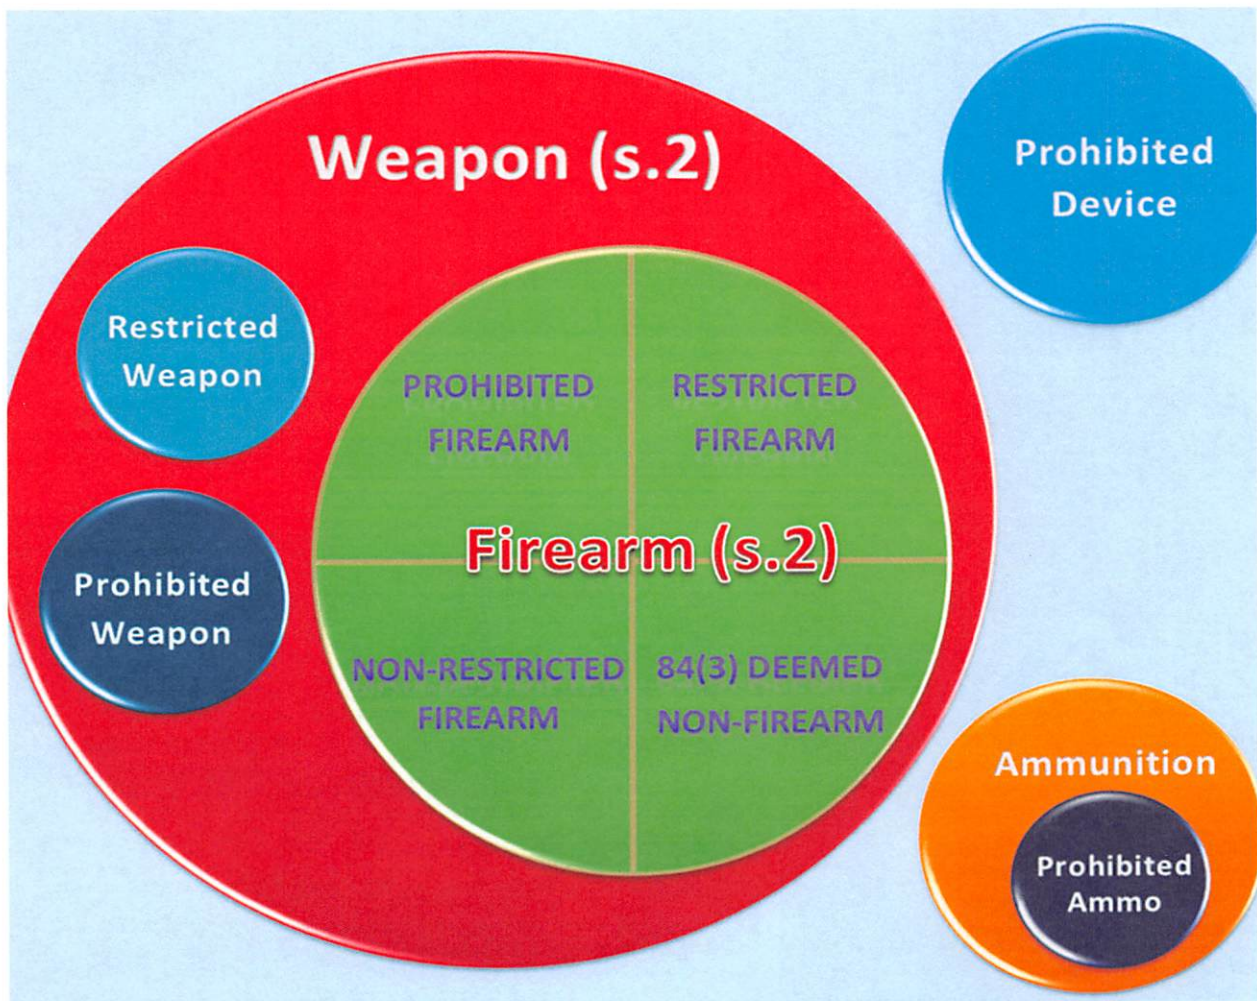 Weapon (s.2)
Prohibited
Device
Restricted
Weapon
PROHIBITED
FIREARM
RESTRICTED
FIREARM
Firearm (s.2)
Prohibited
Weapon
NON-RESTRICTED
FIREARM
84(3) DEEMED
NON-FIREARM
Ammunition
Prohibited
Ammo